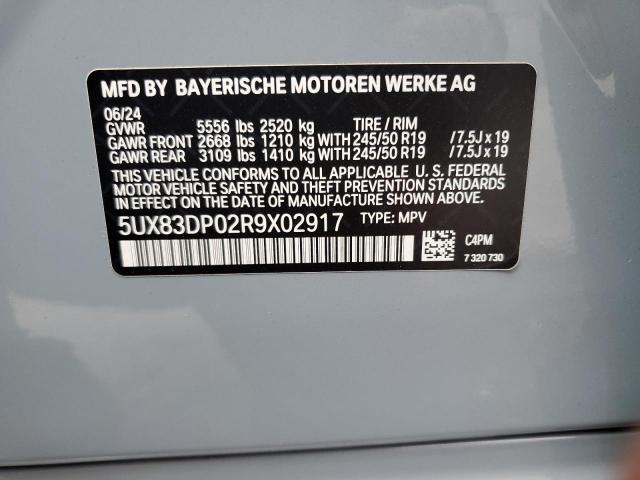 MFD BY BAYERISCHE MOTOREN WERKE AG
06/24
GVWR 5556 lbs 2520 kg TIRE / RIM
GAWR FRONT 2668 lbs 1210 kg WITH 245/50 R19 /7.5J x 19
GAWR REAR 3109 lbs 1410 kg WITH 245/50 R19 /7.5J x 19
THIS VEHICLE CONFORMS TO ALL APPLICABLE U. S. FEDERAL
MOTOR VEHICLE SAFETY AND THEFT PREVENTION STANDARDS
IN EFFECT ON THE DATE OF MANUFACTURE SHOWN ABOVE.
5UX83DP02R9X02917 TYPE: MPV
C4PM
7 320 730